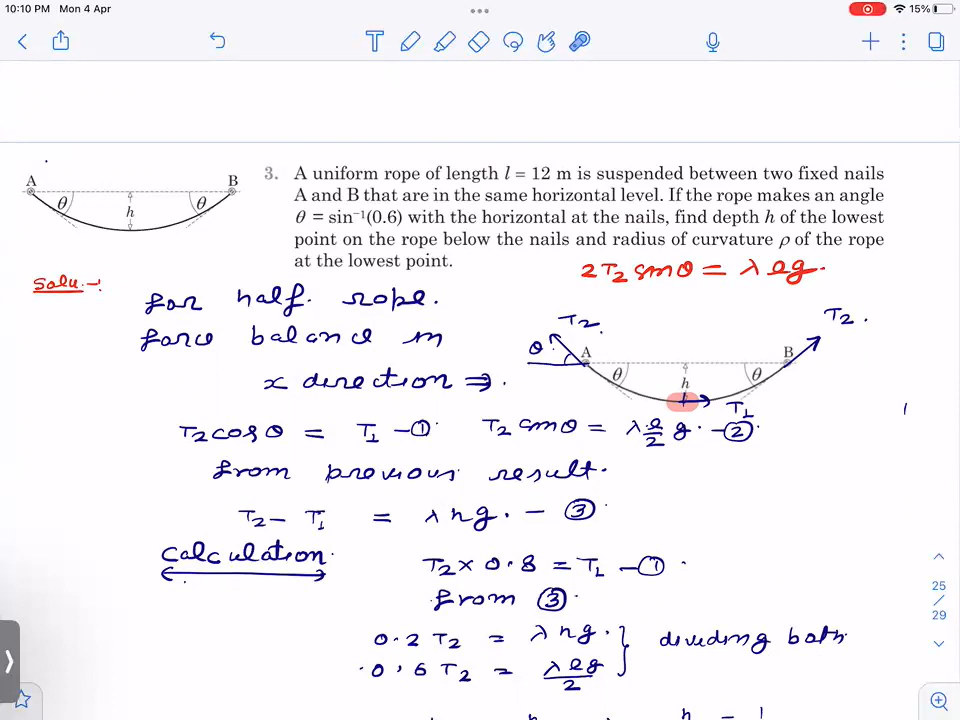 10:10 PM Mon 4 Apr
15%
A B
θ θ
h
3. A uniform rope of length l = 12 m is suspended between two fixed nails
A and B that are in the same horizontal level. If the rope makes an angle
θ = sin⁻¹(0.6) with the horizontal at the nails, find depth h of the lowest
point on the rope below the nails and radius of curvature ρ of the rope
at the lowest point.
2T₂ sinθ = λlg.
Solu.-:
for half rope.
force balance in
x direction ⇒.
T₂ T₂.
θ A B
θ θ
h
T₁
T₂cosθ = T₁ –① T₂ sinθ = λ l/2 g. –②
from previous result.
T₂ – T₁ = λhg. – ③
Calculation
T₂ × 0.8 = T₁ –①
from ③.
0.2 T₂ = λhg. } dividing both
0.6 T₂ = λlg/2
25
/
29